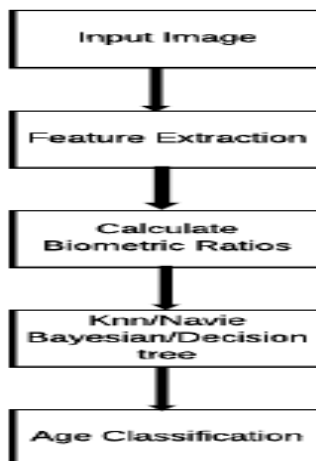 Input Image
Feature Extraction
Calculate
Biometric Ratios
Knn/Navie
Bayesian/Decision
tree
Age Classification